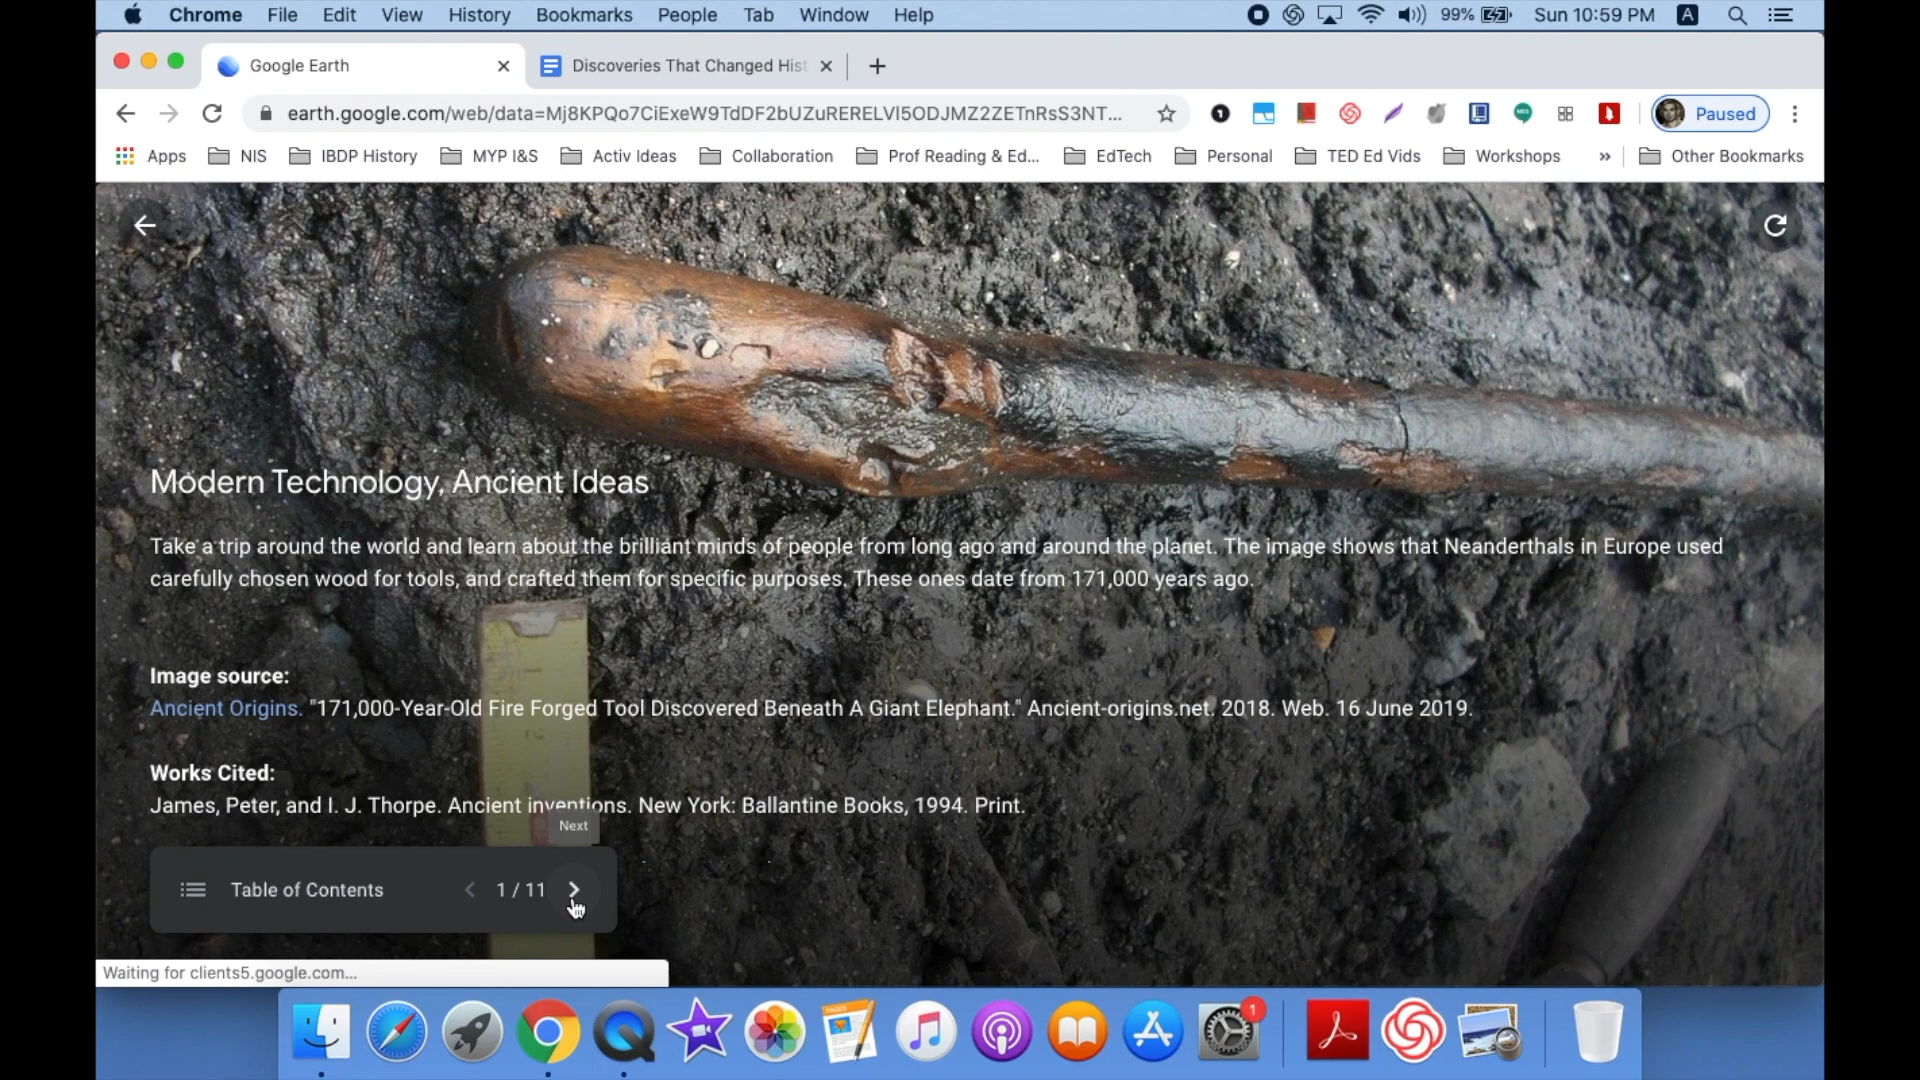 Chrome File Edit View History Bookmarks People Tab Window Help 99% Sun 10:59 PM A
Google Earth Discoveries That Changed Hist
earth.google.com/web/data=Mj8KPQo7CiExeW9TdDF2bUZuRERELVl5ODJMZ2ZETnRsS3NT... Paused
Apps NIS IBDP History MYP I&S Activ Ideas Collaboration Prof Reading & Ed... EdTech Personal TED Ed Vids Workshops » Other Bookmarks
Modern Technology, Ancient Ideas
Take a trip around the world and learn about the brilliant minds of people from long ago and around the planet. The image shows that Neanderthals in Europe used
carefully chosen wood for tools, and crafted them for specific purposes. These ones date from 171,000 years ago.
Image source:
Ancient Origins. "171,000-Year-Old Fire Forged Tool Discovered Beneath A Giant Elephant." Ancient-origins.net. 2018. Web. 16 June 2019.
Works Cited:
James, Peter, and I. J. Thorpe. Ancient inventions. New York: Ballantine Books, 1994. Print.
Next
Table of Contents 1 / 11
Waiting for clients5.google.com...
PAGES
1